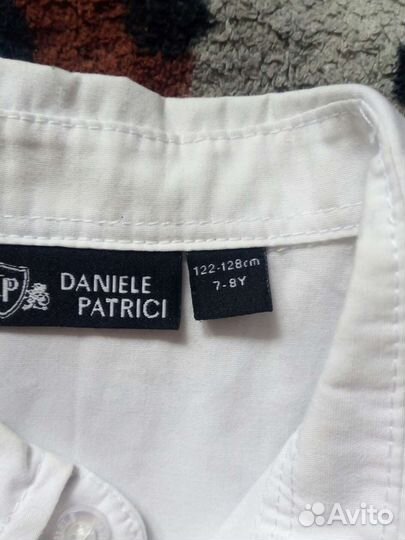 P
DANIELE
PATRICI
122-128cm
7-8Y
Avito